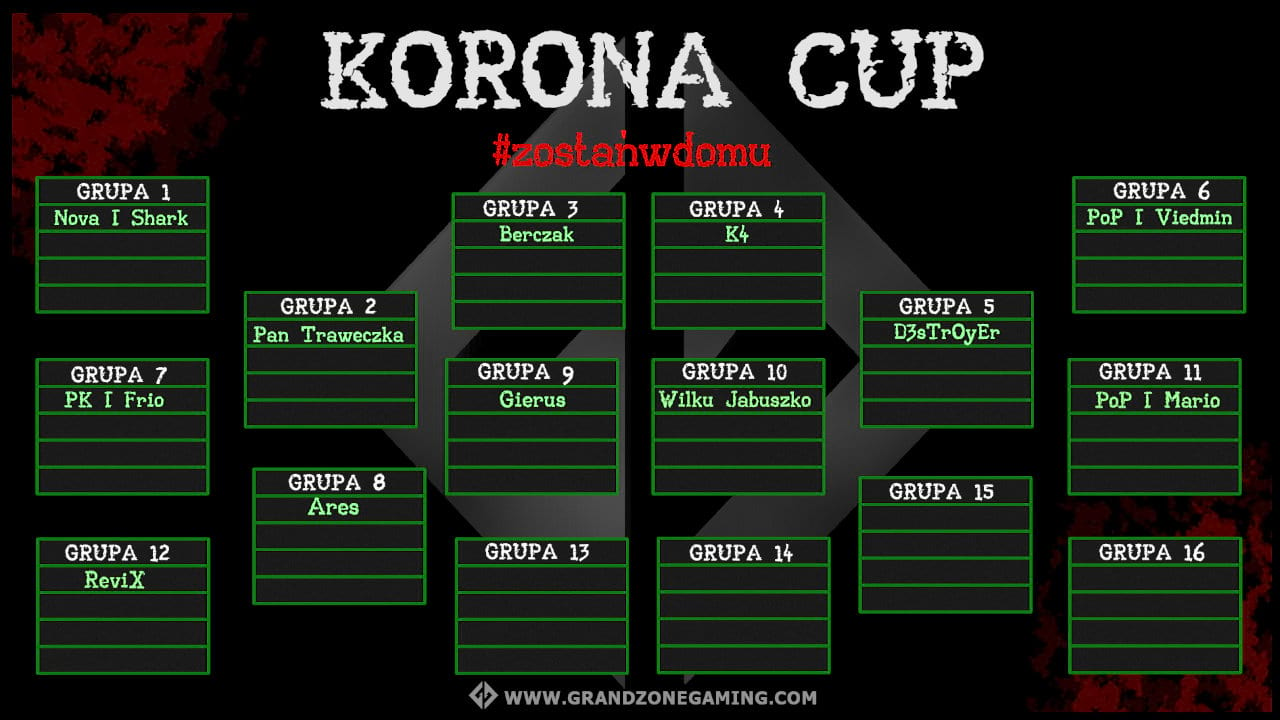 KORONA CUP
#zostańwdomu
GRUPA 1
Nova I Shark
GRUPA 2
Pan Traweczka
GRUPA 3
Berczak
GRUPA 4
K4
GRUPA 5
D3sTrOyEr
GRUPA 6
PoP I Viedmin
GRUPA 7
PK I Frio
GRUPA 8
Ares
GRUPA 9
Gierus
GRUPA 10
Wilku Jabuszko
GRUPA 11
PoP I Mario
GRUPA 12
ReviX
GRUPA 13
GRUPA 14
GRUPA 15
GRUPA 16
WWW.GRANDZONEGAMING.COM